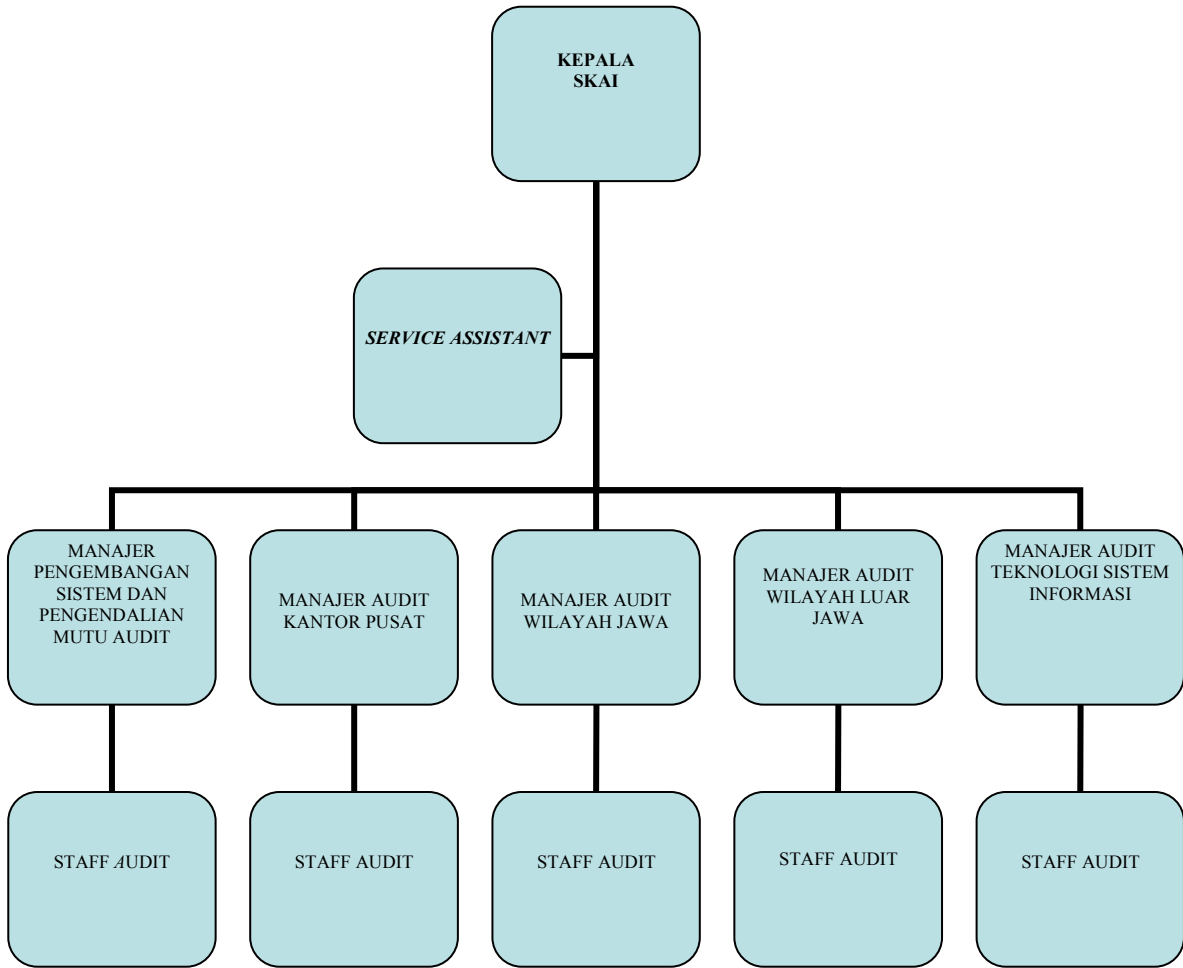 KEPALA
SKAI
SERVICE ASSISTANT
MANAJER
PENGEMBANGAN
SISTEM DAN
PENGENDALIAN
MUTU AUDIT
MANAJER AUDIT
KANTOR PUSAT
MANAJER AUDIT
WILAYAH JAWA
MANAJER AUDIT
WILAYAH LUAR
JAWA
MANAJER AUDIT
TEKNOLOGI SISTEM
INFORMASI
STAFF AUDIT
STAFF AUDIT
STAFF AUDIT
STAFF AUDIT
STAFF AUDIT